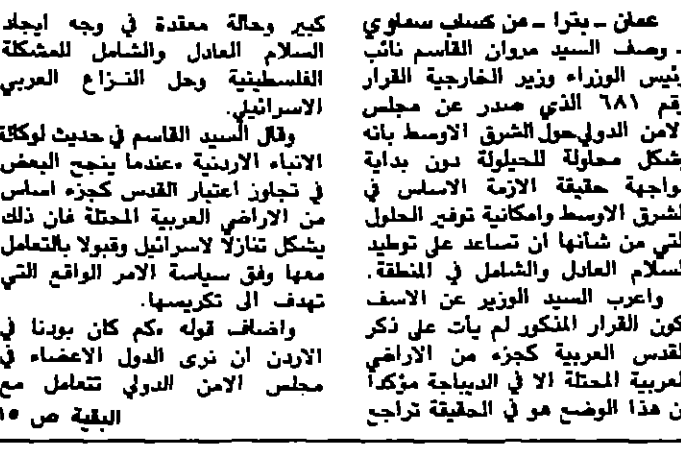 عمان ـ بترا ـ من كساب سماوي
ـ وصف السيد مروان القاسم نائب
رئيس الوزراء وزير الخارجية القرار
رقم ٦٨١ الذي صدر عن مجلس
الامن الدولي حول الشرق الاوسط بانه
يشكل محاولة للحيلولة دون بداية
مواجهة حقيقة الازمة الاساس في
الشرق الاوسط وامكانية توفير الحلول
التي من شأنها ان تساعد على توطيد
السلام العادل والشامل في المنطقة.
واعرب السيد الوزير عن الاسف
كون القرار المذكور لم يأت على ذكر
القدس العربية كجزء من الاراضي
العربية المحتلة الا في الديباجة مؤكدا
ان هذا الوضع هو في الحقيقة تراجع
كبير وحالة معقدة في وجه ايجاد
السلام العادل والشامل للمشكلة
الفلسطينية وحل النزاع العربي
الاسرائيلي.
وقال السيد القاسم في حديث لوكالة
الانباء الاردنية «عندما ينجح البعض
في تجاوز اعتبار القدس كجزء اساس
من الاراضي العربية المحتلة فان ذلك
يشكل تنازلا لاسرائيل وقبولا بالتعامل
معها وفق سياسة الامر الواقع التي
تهدف الى تكريسها.
واضاف قوله «كم كان بودنا في
الاردن ان نرى الدول الاعضاء في
مجلس الامن الدولي تتعامل مع
البقية ص ١٥